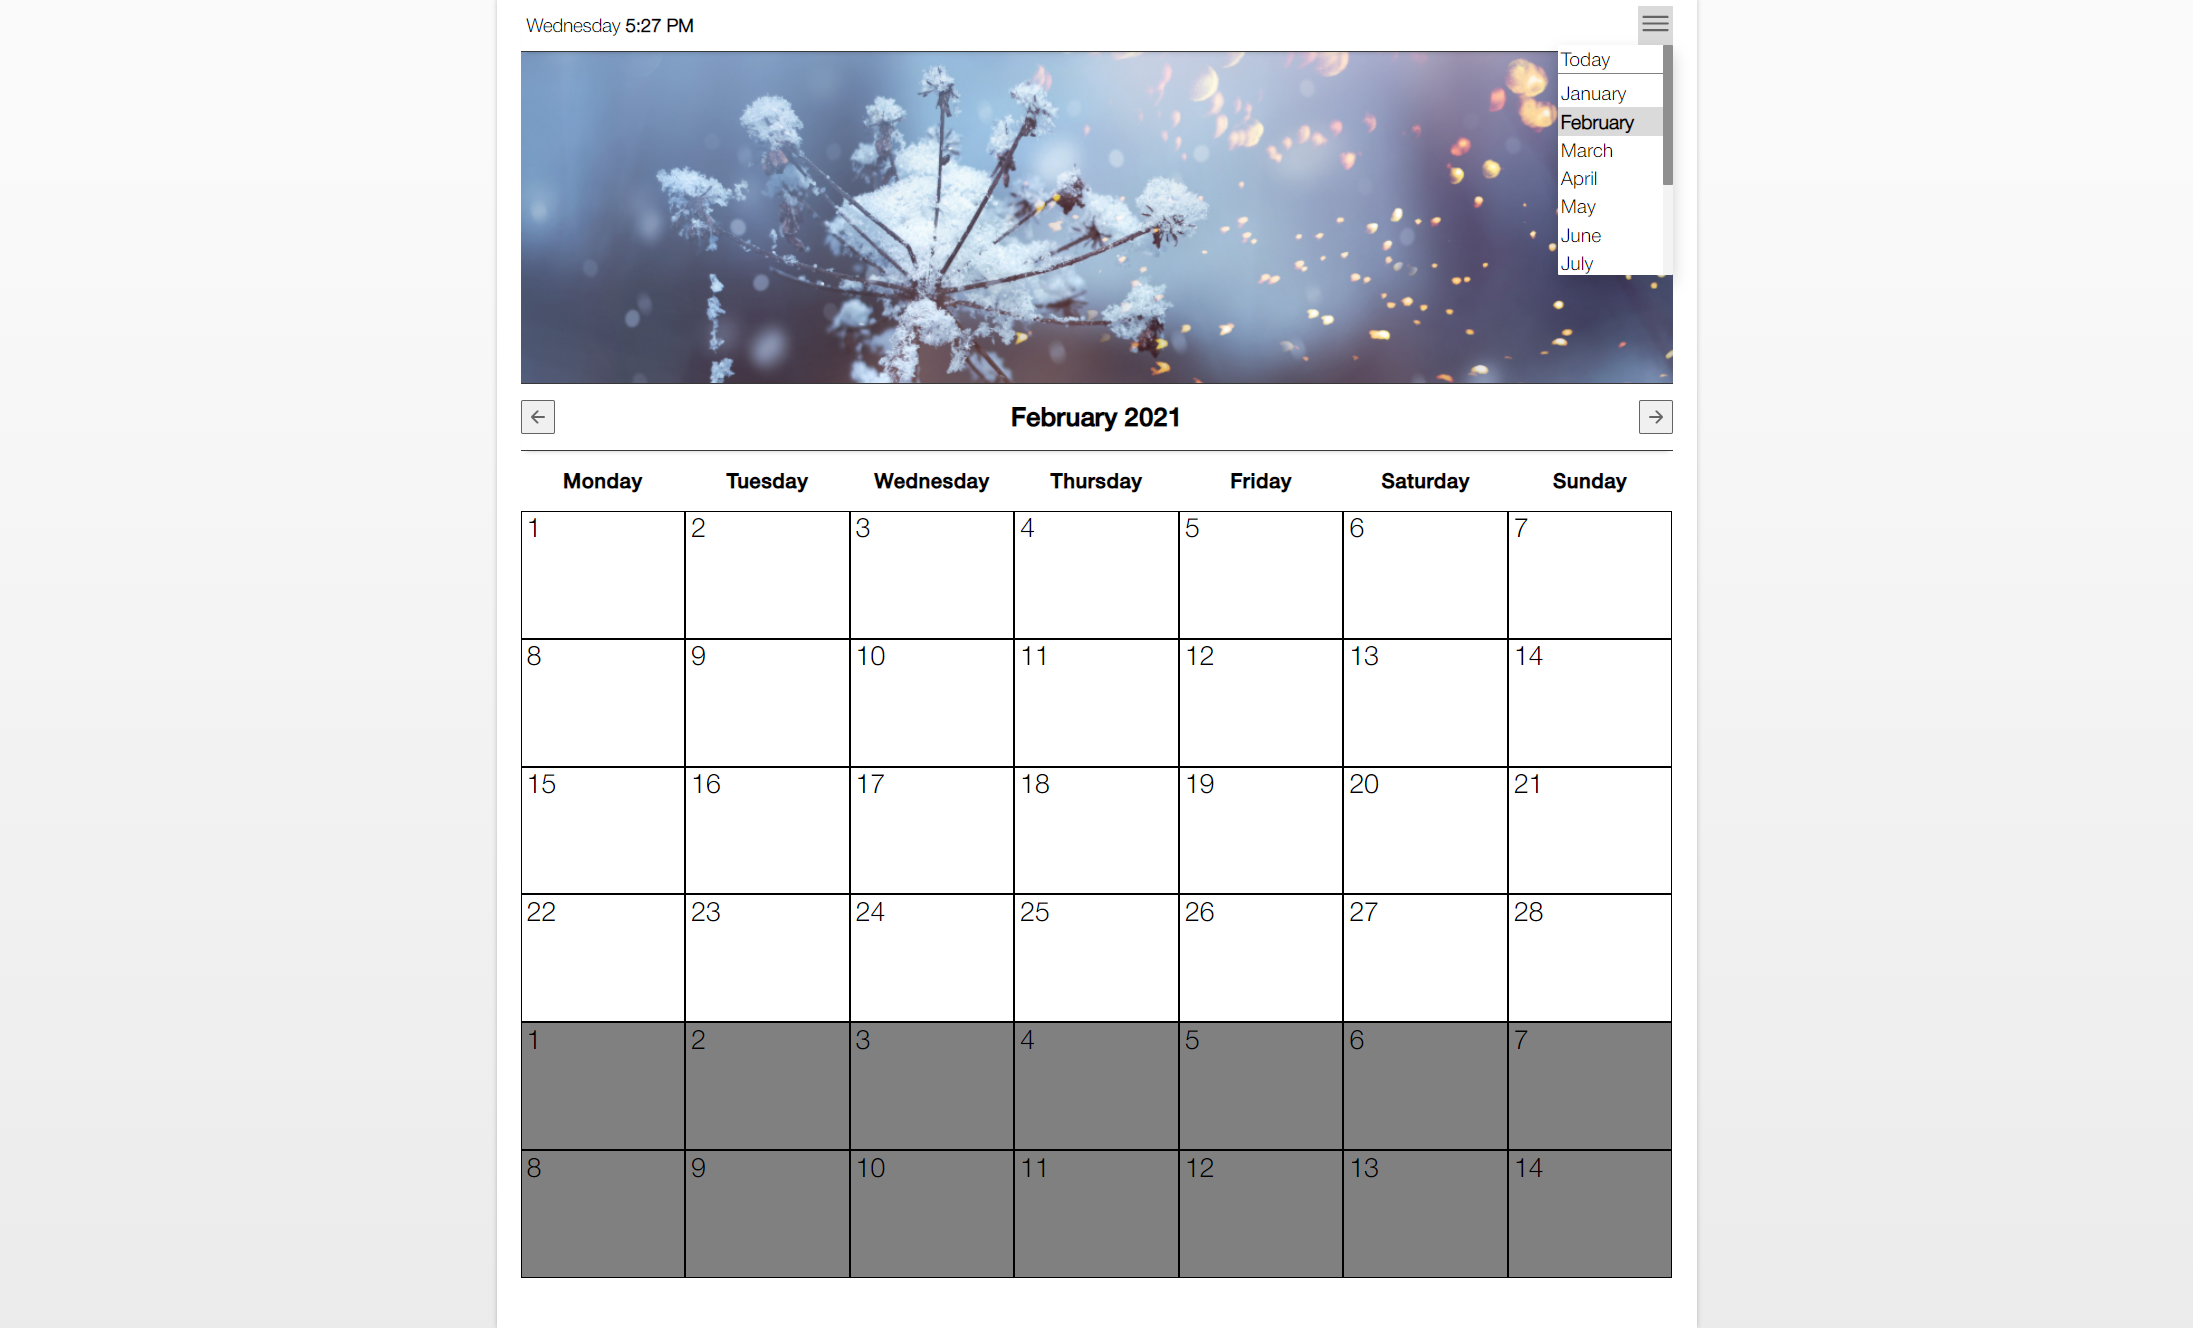 Wednesday 5:27 PM
Today
January
February
March
April
May
June
July
February 2021
Monday Tuesday Wednesday Thursday Friday Saturday Sunday
1 2 3 4 5 6 7
8 9 10 11 12 13 14
15 16 17 18 19 20 21
22 23 24 25 26 27 28
1 2 3 4 5 6 7
8 9 10 11 12 13 14